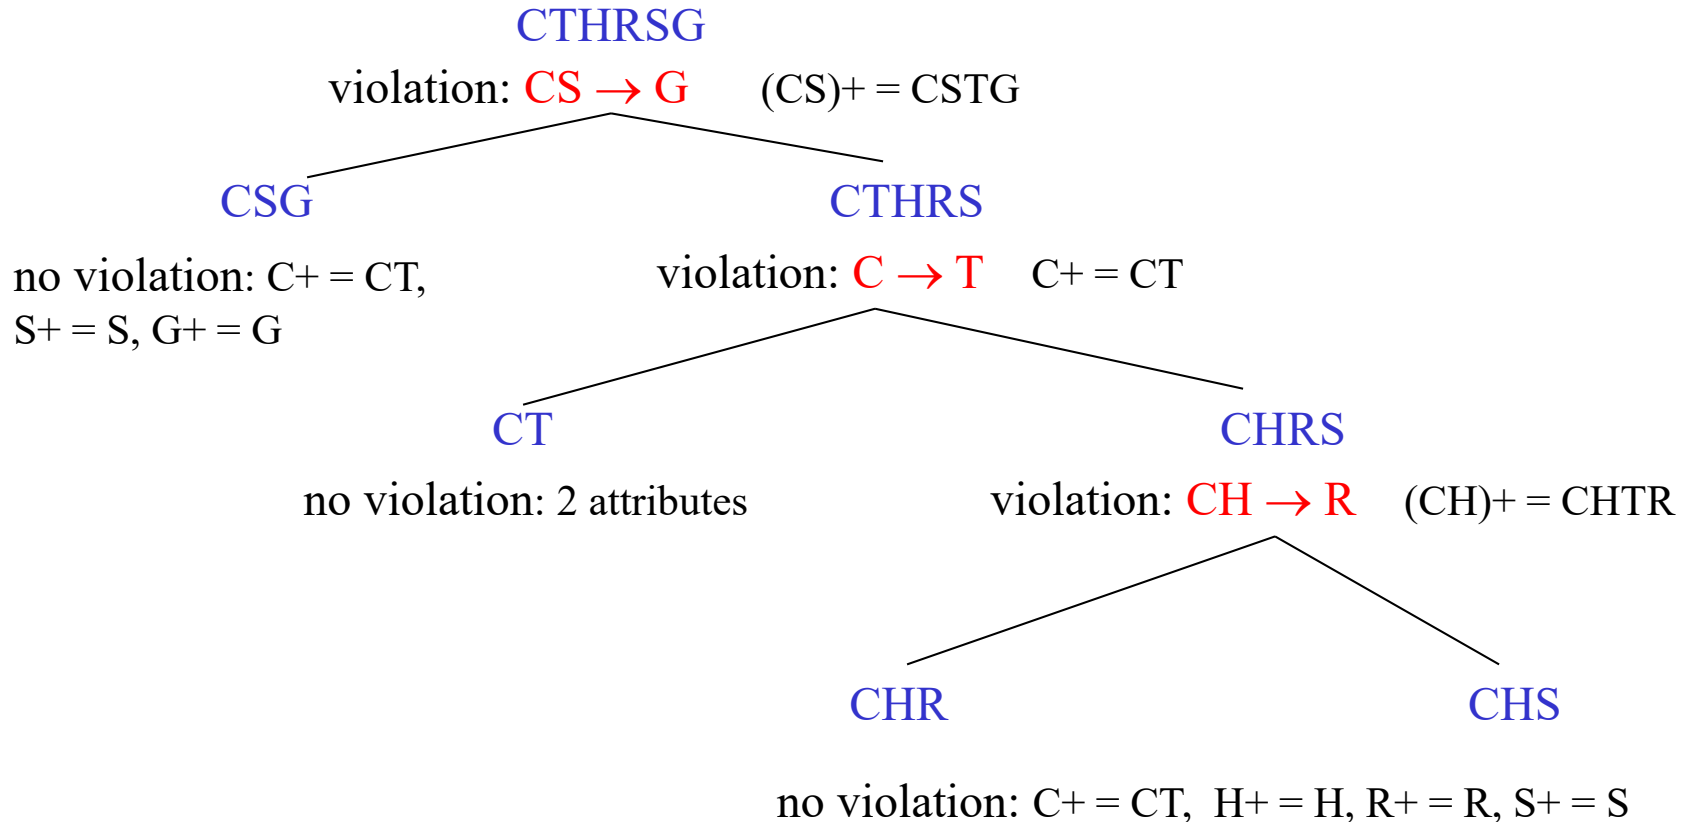 CTHRSG
violation: CS → G (CS)+ = CSTG
CSG CTHRS
no violation: C+ = CT,
S+ = S, G+ = G
violation: C → T C+ = CT
CT CHRS
no violation: 2 attributes
violation: CH → R (CH)+ = CHTR
CHR CHS
no violation: C+ = CT, H+ = H, R+ = R, S+ = S